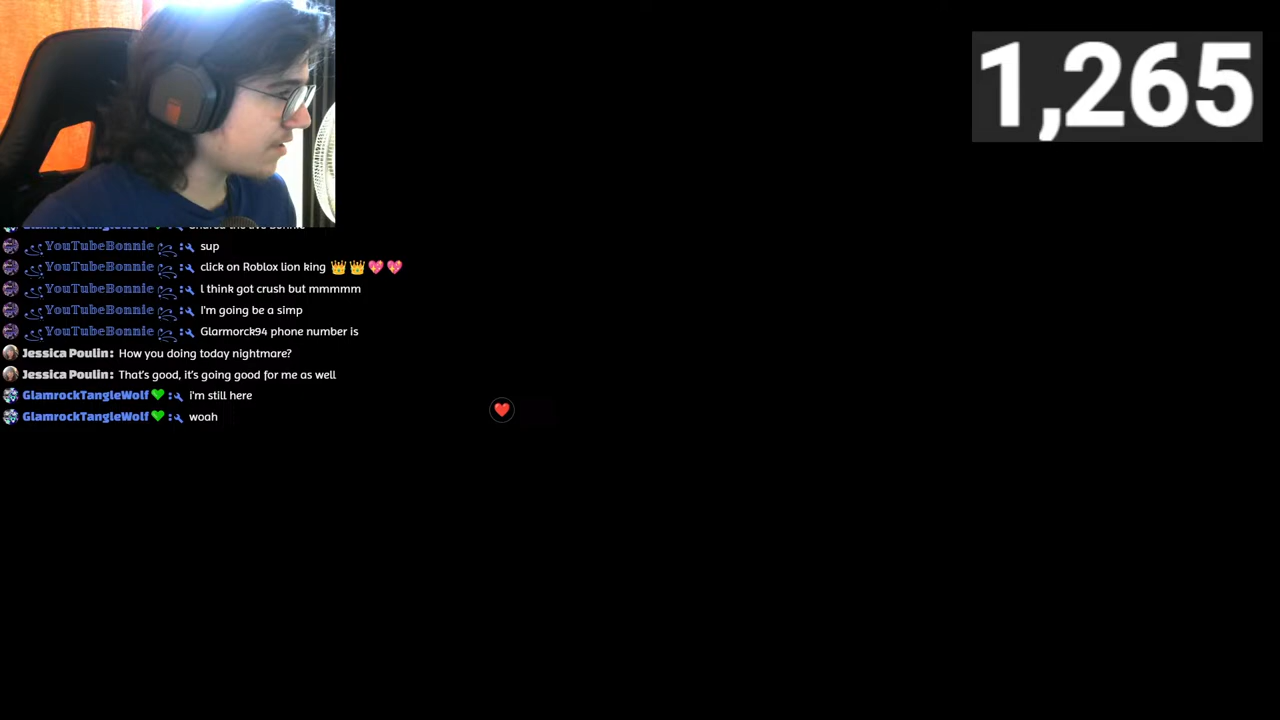 1,265
YouTubeBonnie : sup
YouTubeBonnie : click on Roblox lion king 👑👑💖💖
YouTubeBonnie : l think got crush but mmmmm
YouTubeBonnie : I'm going be a simp
YouTubeBonnie : Glarmorck94 phone number is
Jessica Poulin: How you doing today nightmare?
Jessica Poulin: That's good, it's going good for me as well
GlamrockTangleWolf💚 : i'm still here
GlamrockTangleWolf💚 : woah